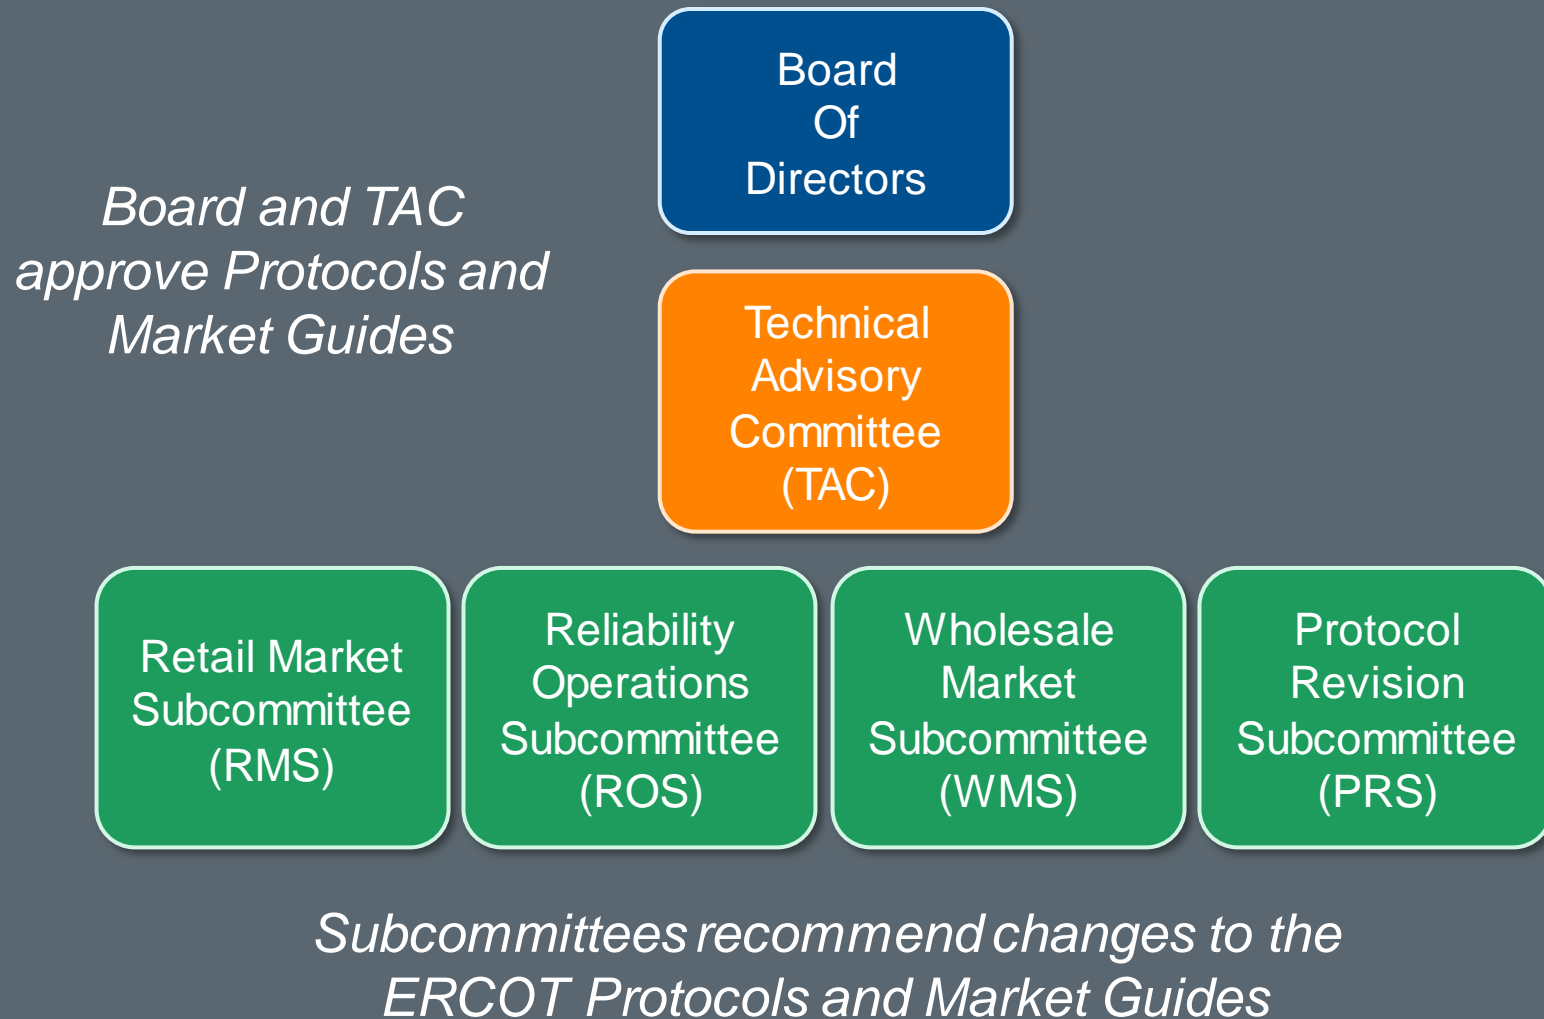 Board
Of
Directors
Board and TAC
approve Protocols and
Market Guides
Technical
Advisory
Committee
(TAC)
Retail Market
Subcommittee
(RMS)
Reliability
Operations
Subcommittee
(ROS)
Wholesale
Market
Subcommittee
(WMS)
Protocol
Revision
Subcommittee
(PRS)
Subcommittees recommend changes to the
ERCOT Protocols and Market Guides